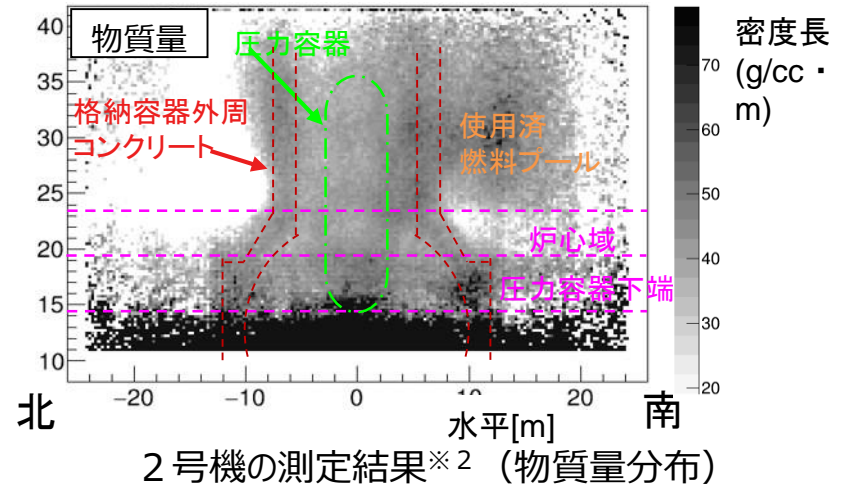 物質量
圧力容器
格納容器外周
コンクリート
使用済
燃料プール
炉心域
圧力容器下端
密度長
(g/cc・
m)
40
35
30
25
20
15
10
70
60
50
40
30
20
−20
−10
0
20
北
水平[m]
南
2号機の測定結果※2（物質量分布）